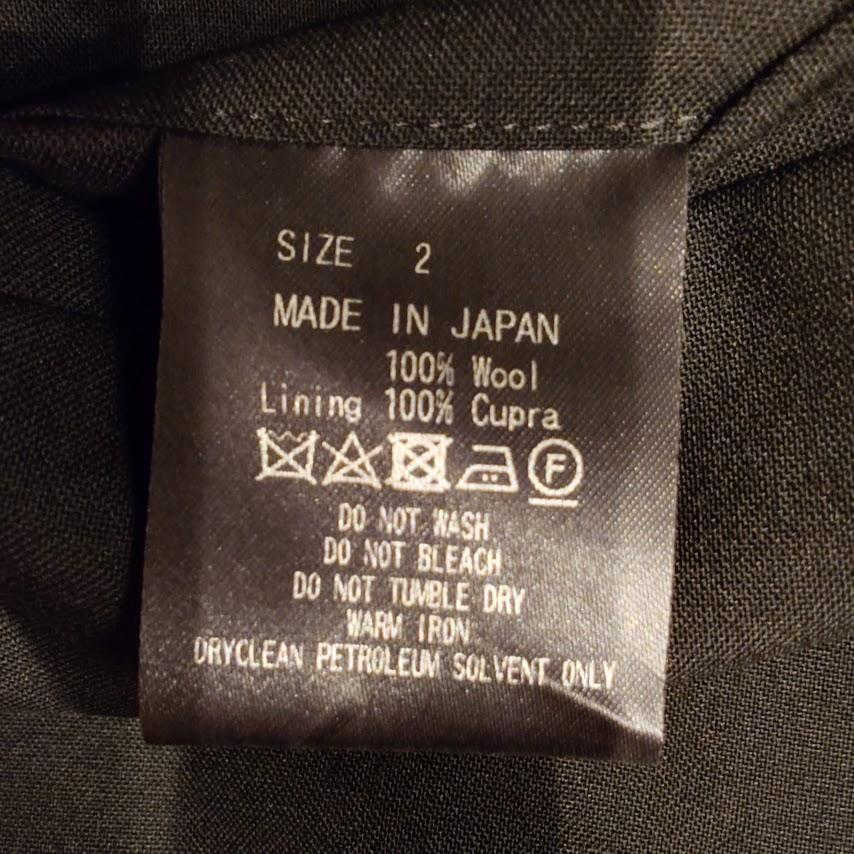 SIZE 2
MADE IN JAPAN
100% Wool
Lining 100% Cupra
F
DO NOT WASH
DO NOT BLEACH
DO NOT TUMBLE DRY
WARM IRON
DRYCLEAN PETROLEUM SOLVENT ONLY